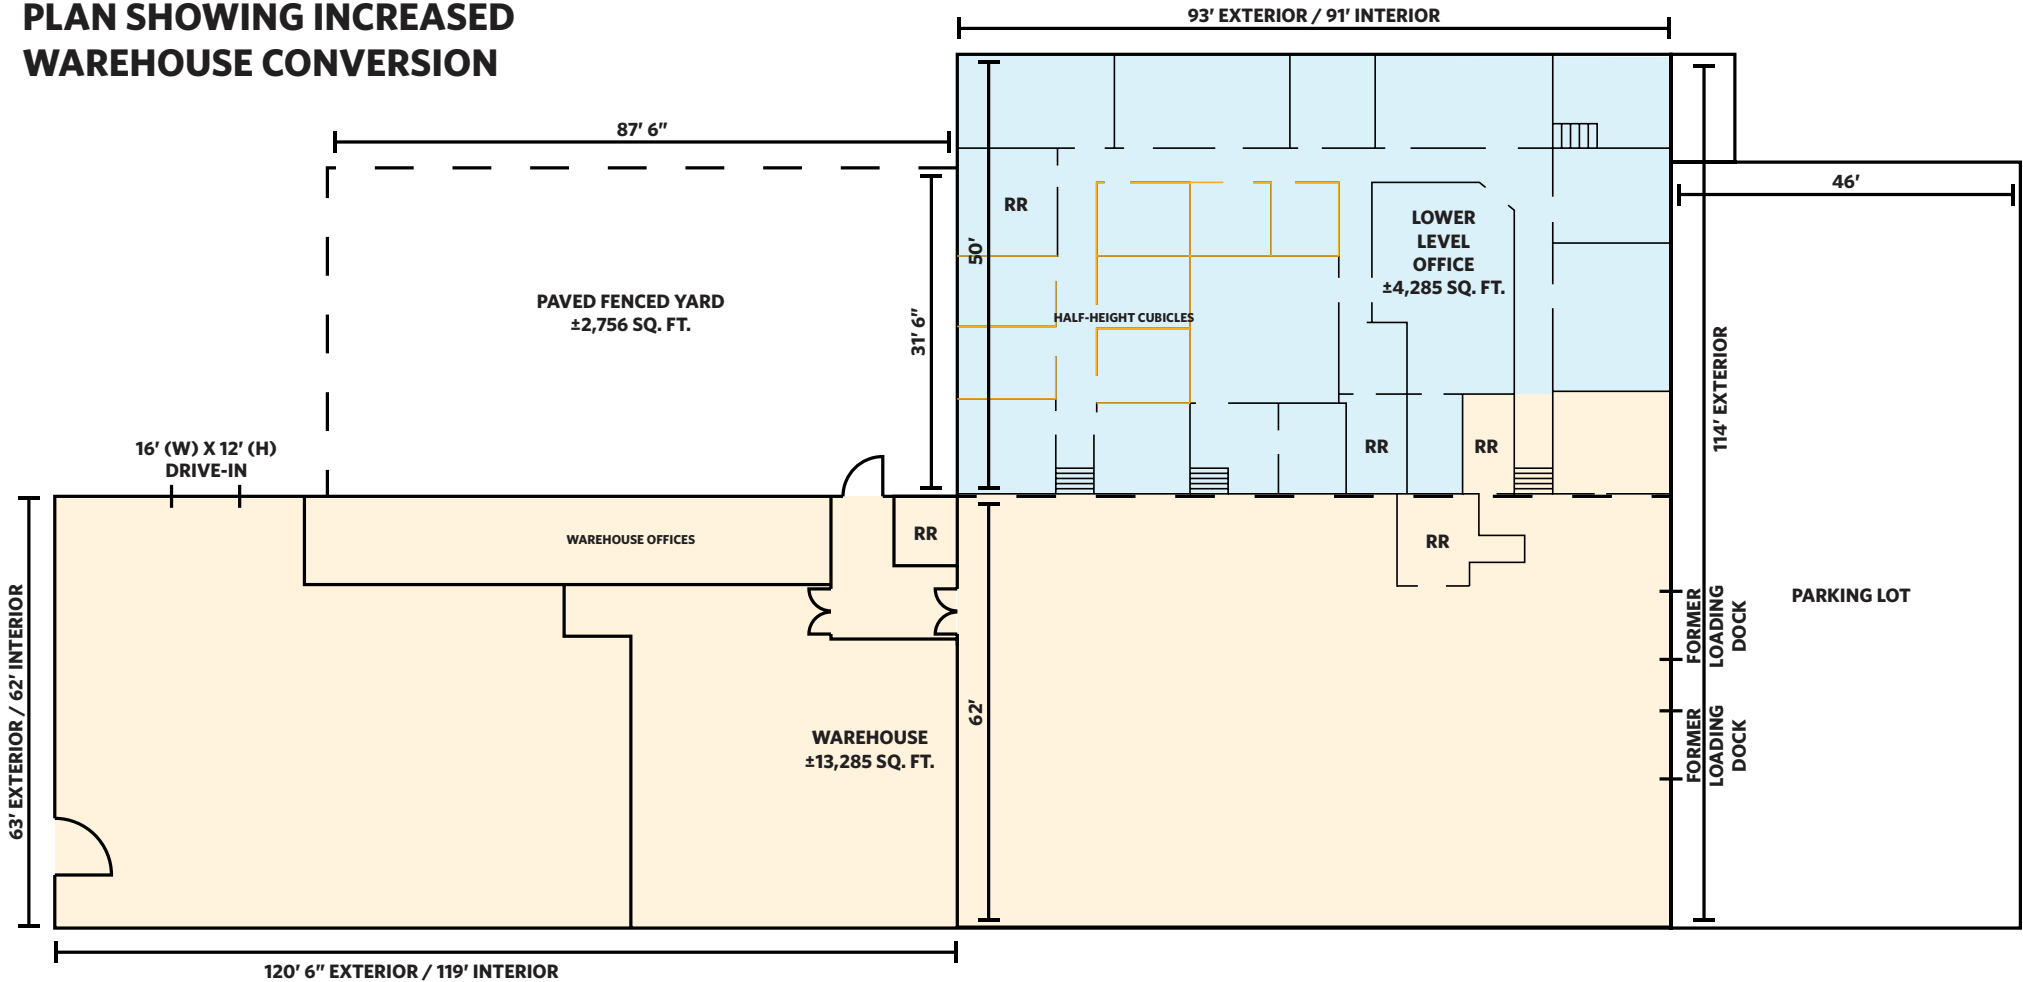 PLAN SHOWING INCREASED
WAREHOUSE CONVERSION
93′ EXTERIOR / 91′ INTERIOR
87′ 6″
46′
RR
LOWER
LEVEL
OFFICE
±4,285 SQ. FT.
50′
PAVED FENCED YARD
±2,756 SQ. FT.
31′ 6″
HALF-HEIGHT CUBICLES
114′ EXTERIOR
16′ (W) X 12′ (H)
DRIVE-IN
RR
RR
WAREHOUSE OFFICES
RR
RR
FORMER
LOADING
DOCK
PARKING LOT
63′ EXTERIOR / 62′ INTERIOR
62′
WAREHOUSE
±13,285 SQ. FT.
FORMER
LOADING
DOCK
120′ 6″ EXTERIOR / 119′ INTERIOR